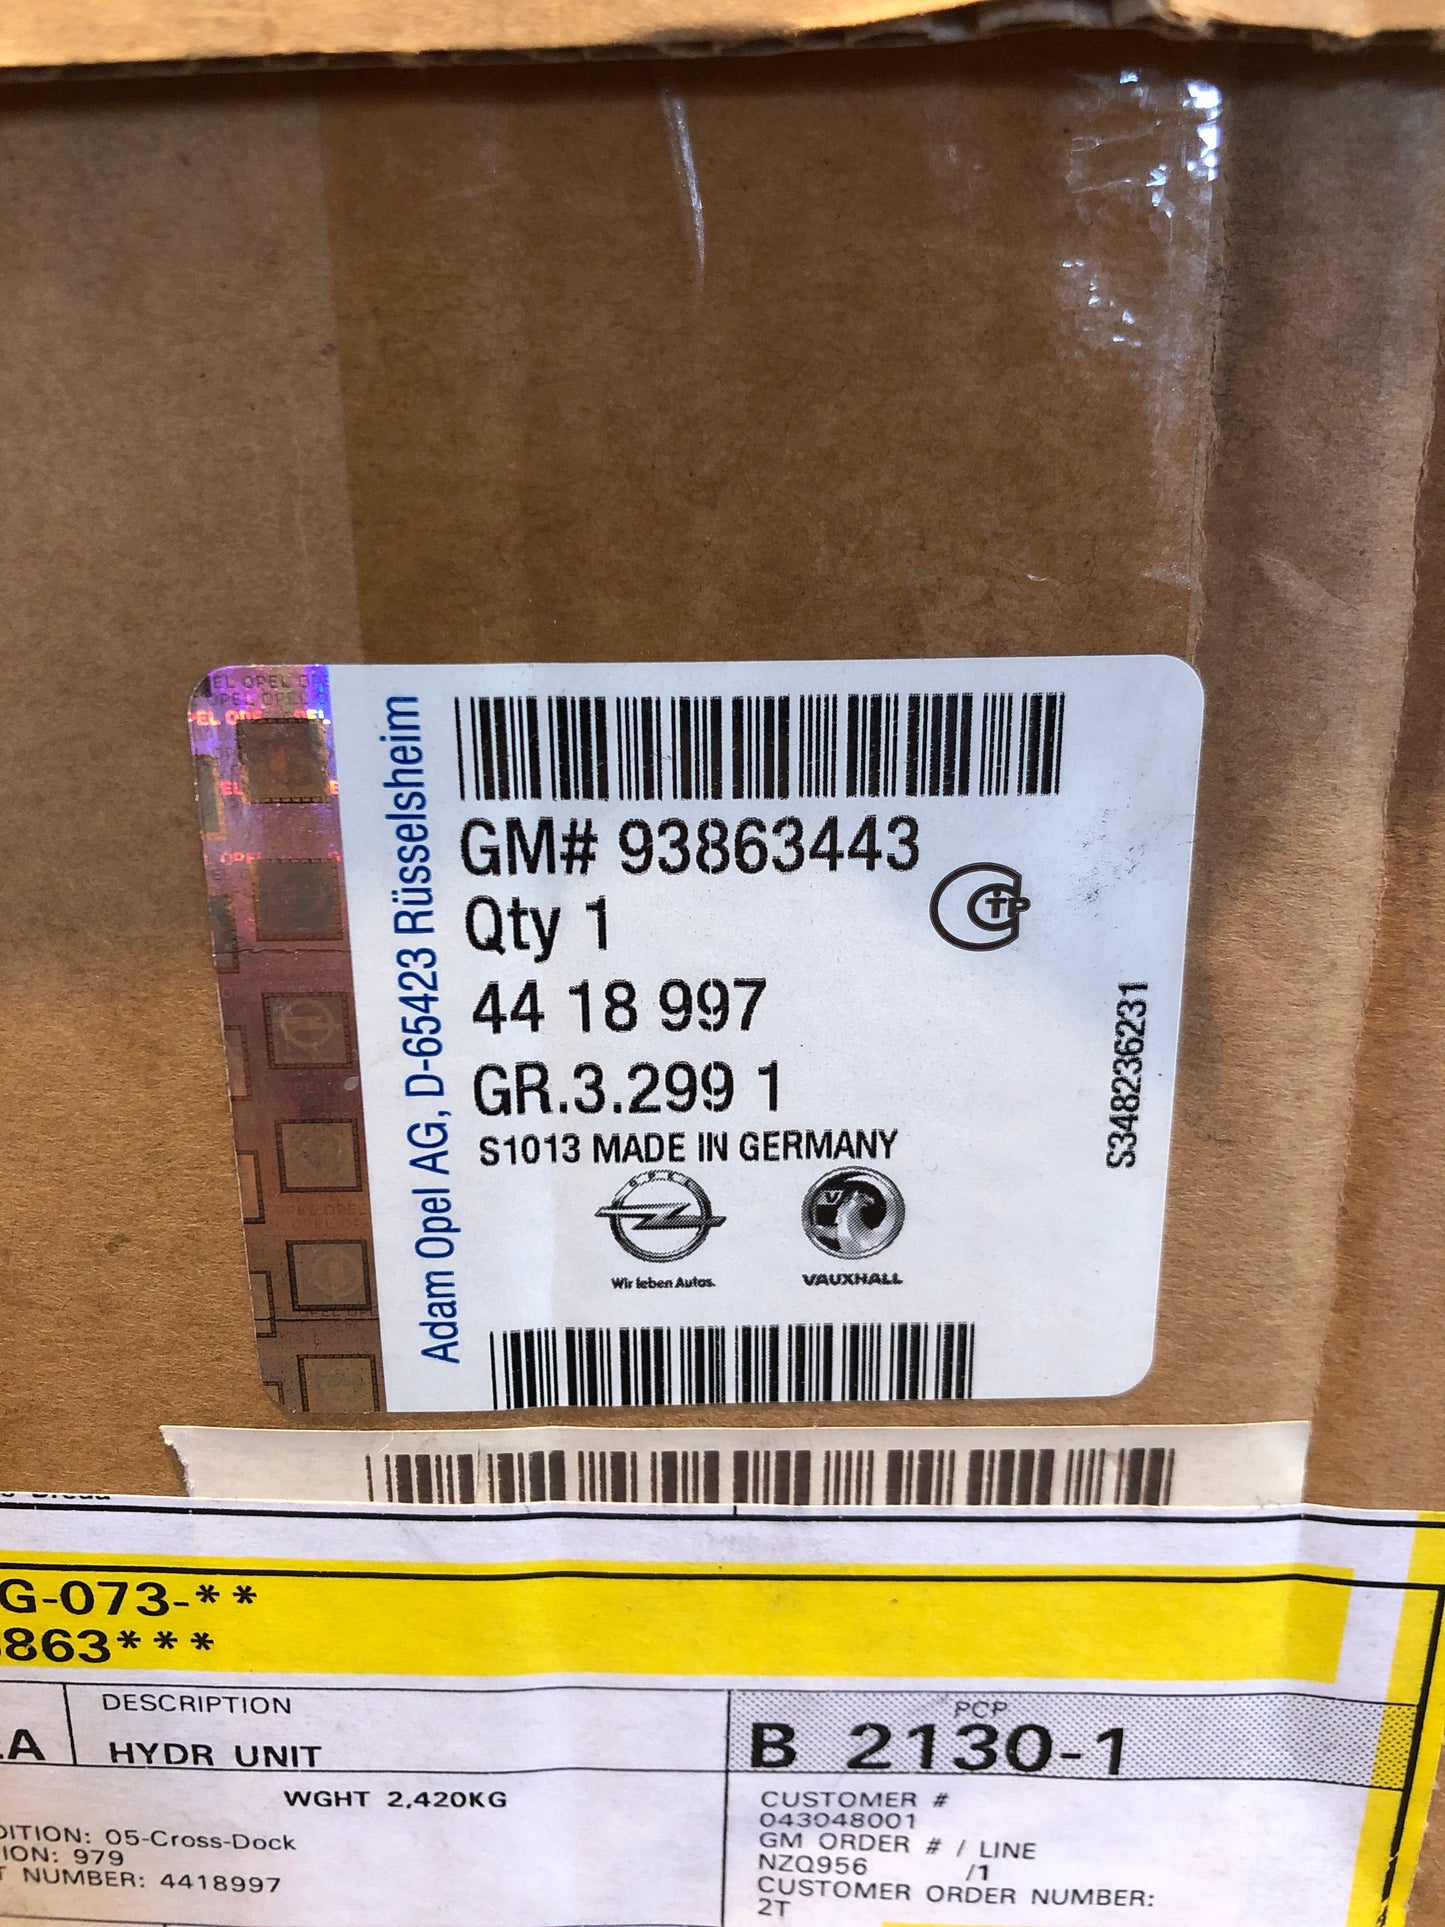 Adam Opel AG, D-65423 Rüsselsheim
GM# 93863443
Qty 1
44 18 997
GR.3.299 1
S1013 MADE IN GERMANY
S348236231
OPEL
Wir leben Autos.
VAUXHALL
G-073-**
863***
DESCRIPTION
HYDR UNIT
WGHT 2,420KG
PCP
B 2130-1
DITION: 05-Cross-Dock
ION: 979
T NUMBER: 4418997
CUSTOMER #
043048001
GM ORDER # / LINE
NZQ956 /1
CUSTOMER ORDER NUMBER:
2T